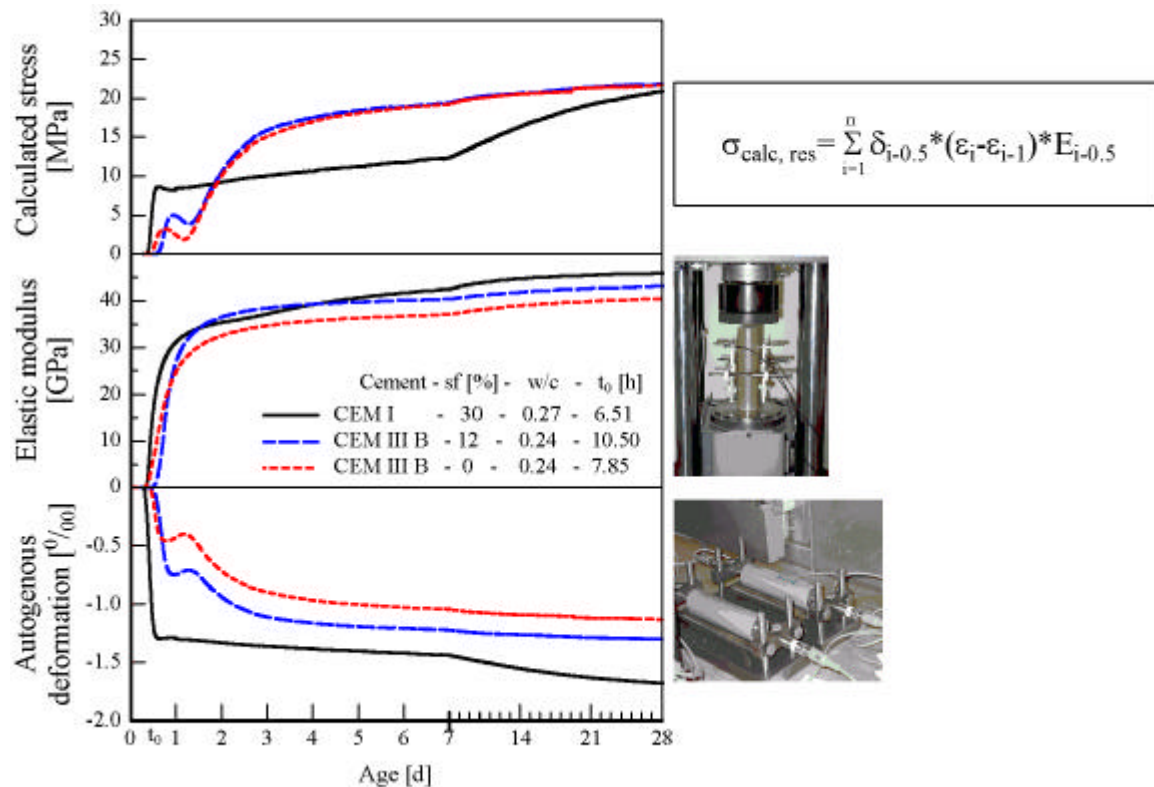 30
25
20
15
10
5
0
Calculated stress
[MPa]
σcalc, res= n Σ i=1 δi-0.5*(εi-εi-1)*Ei-0.5
40
30
20
10
0
Elastic modulus
[GPa]
Cement - sf [%] - w/c - t0 [h]
CEM I - 30 - 0.27 - 6.51
CEM III B - 12 - 0.24 - 10.50
CEM III B - 0 - 0.24 - 7.85
-0.5
-1.0
-1.5
-2.0
Autogenous
deformation [0/00]
0 t0 1 2 3 4 5 6 7 14 21 28
Age [d]